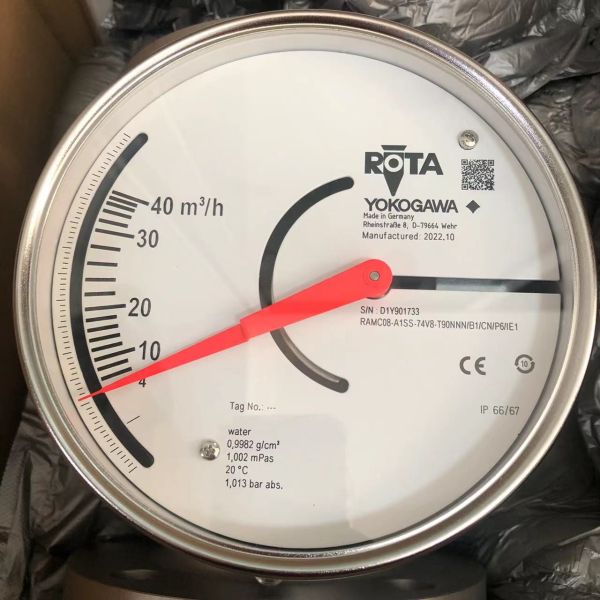 ROTA
YOKOGAWA
Made in Germany
Rheinstraße 8, D-79664 Wehr
Manufactured: 2022.10
40 m³/h
30
20
10
4
S/N : D1Y901733
RAMC08-A1SS-74V8-T90NNN/B1/CN/P6/IE1
CE
10
IP 66/67
Tag No.: ---
water
0,9982 g/cm³
1,002 mPas
20 °C
1,013 bar abs.